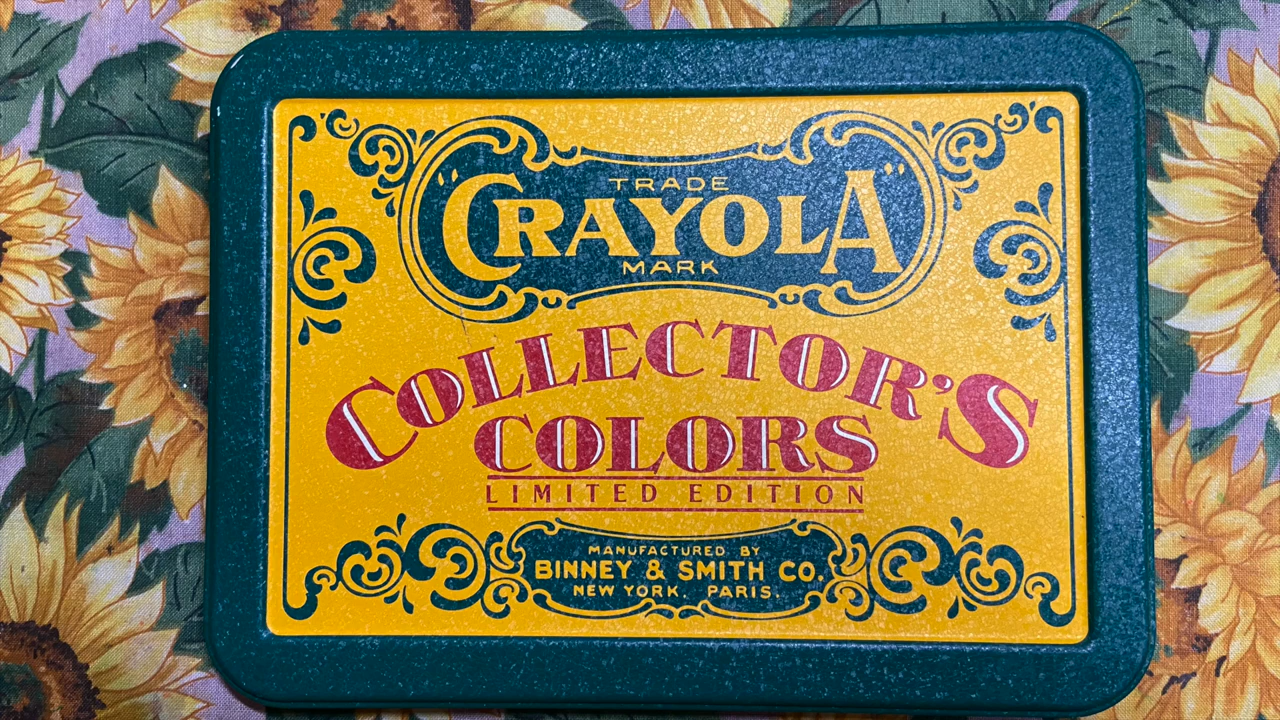 TRADE
"CRAYOLA"
MARK
COLLECTOR'S
COLORS
LIMITED EDITION
MANUFACTURED BY
BINNEY & SMITH CO.
NEW YORK. PARIS.